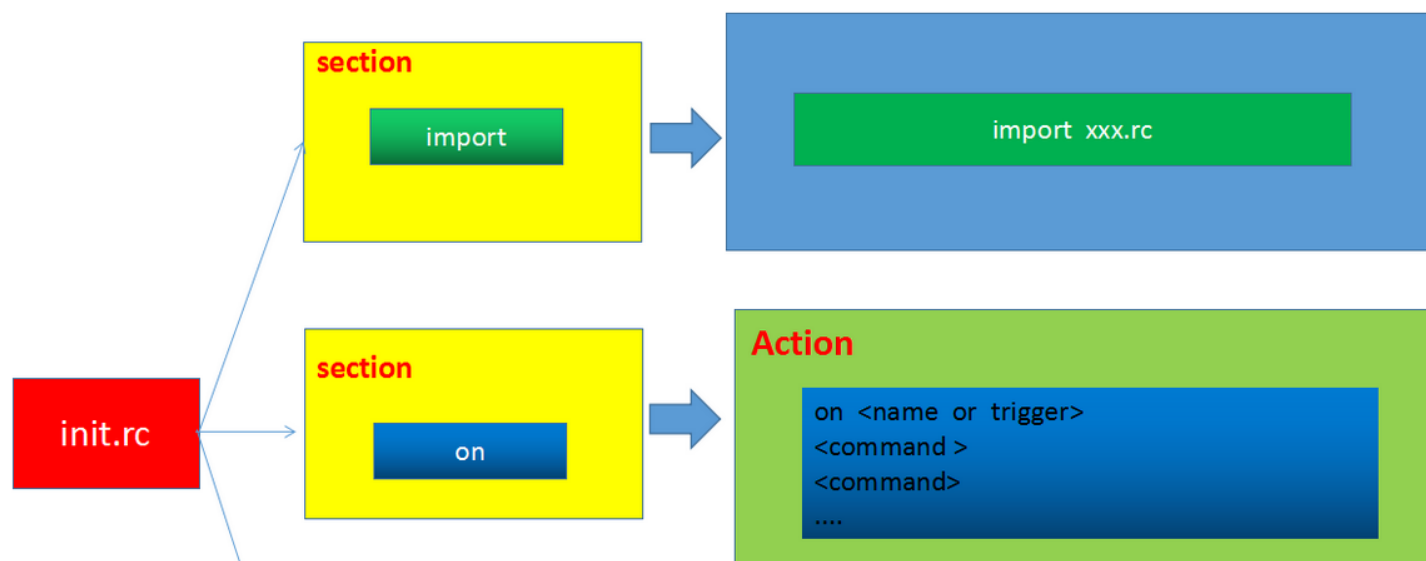 section
import
import xxx.rc
init.rc
section
on
Action
on <name or trigger>
<command >
<command>
....